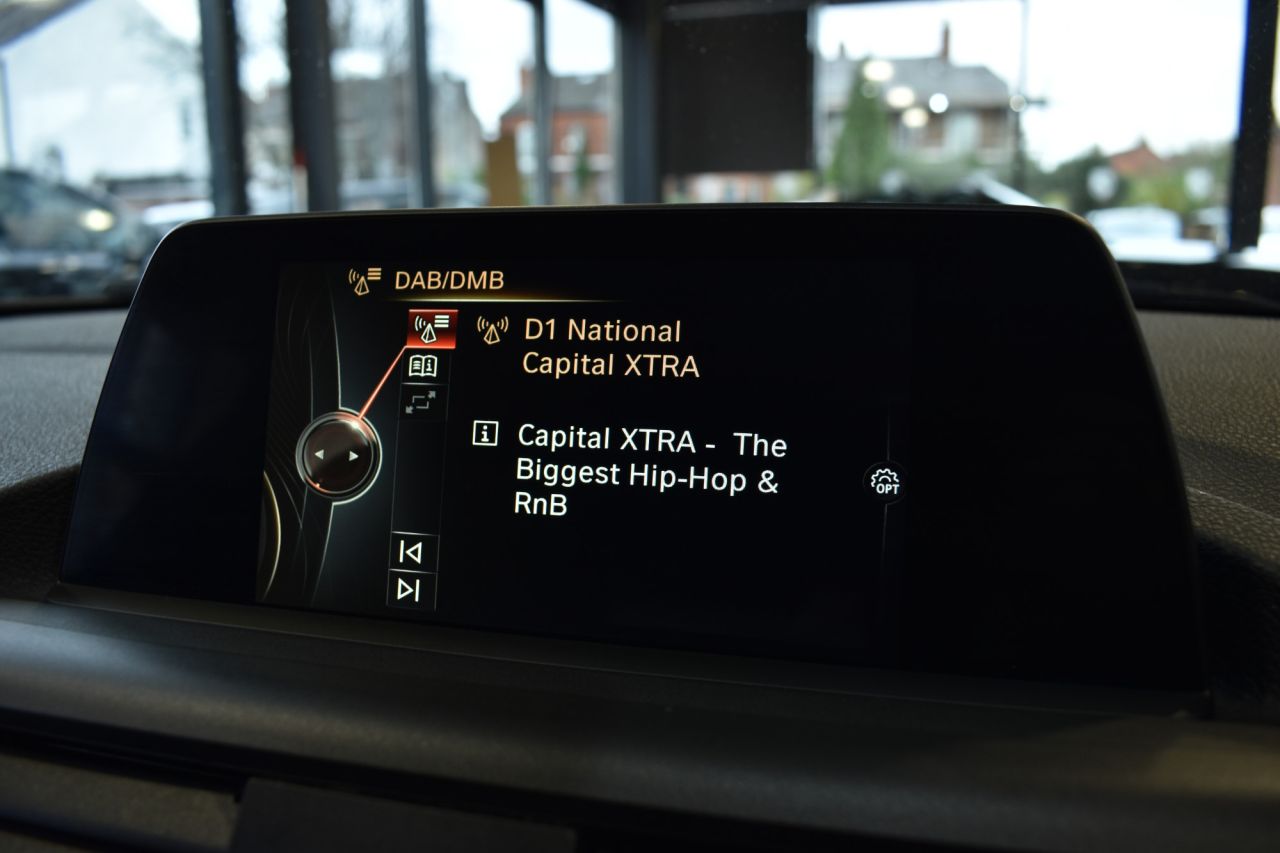 DAB/DMB
D1 National
Capital XTRA
Capital XTRA - The
Biggest Hip-Hop &
RnB
OPT